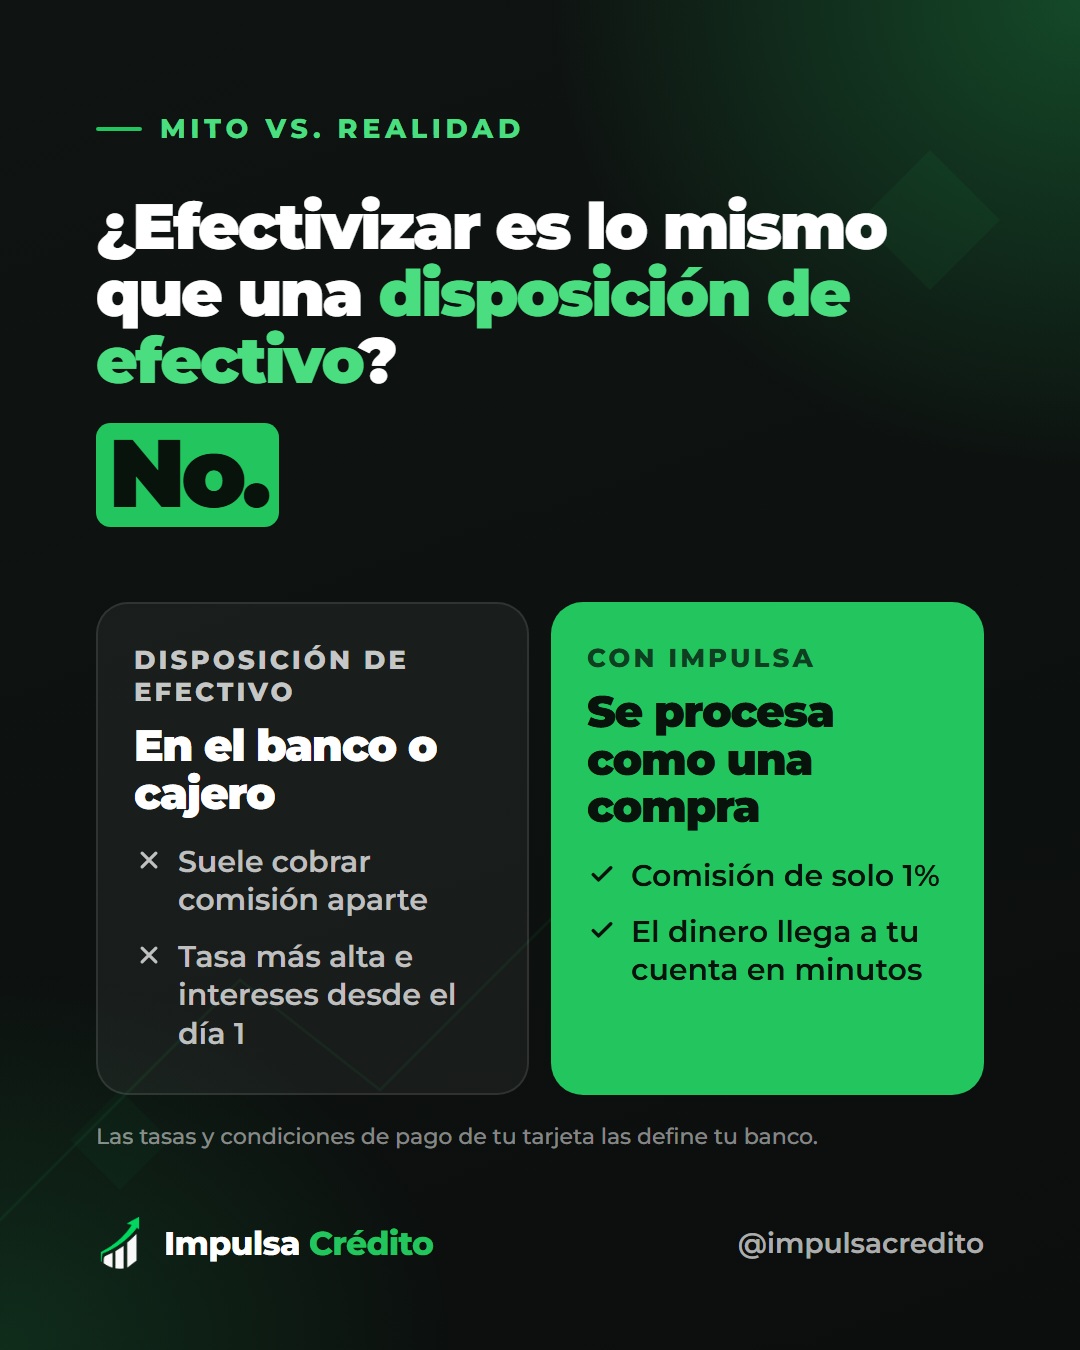 MITO VS. REALIDAD
¿Efectivizar es lo mismo
que una disposición de
efectivo?
No.
DISPOSICIÓN DE
EFECTIVO
En el banco o
cajero
Suele cobrar
comisión aparte
Tasa más alta e
intereses desde el
día 1
CON IMPULSA
Se procesa
como una
compra
Comisión de solo 1%
El dinero llega a tu
cuenta en minutos
Las tasas y condiciones de pago de tu tarjeta las define tu banco.
Impulsa Crédito
@impulsacredito